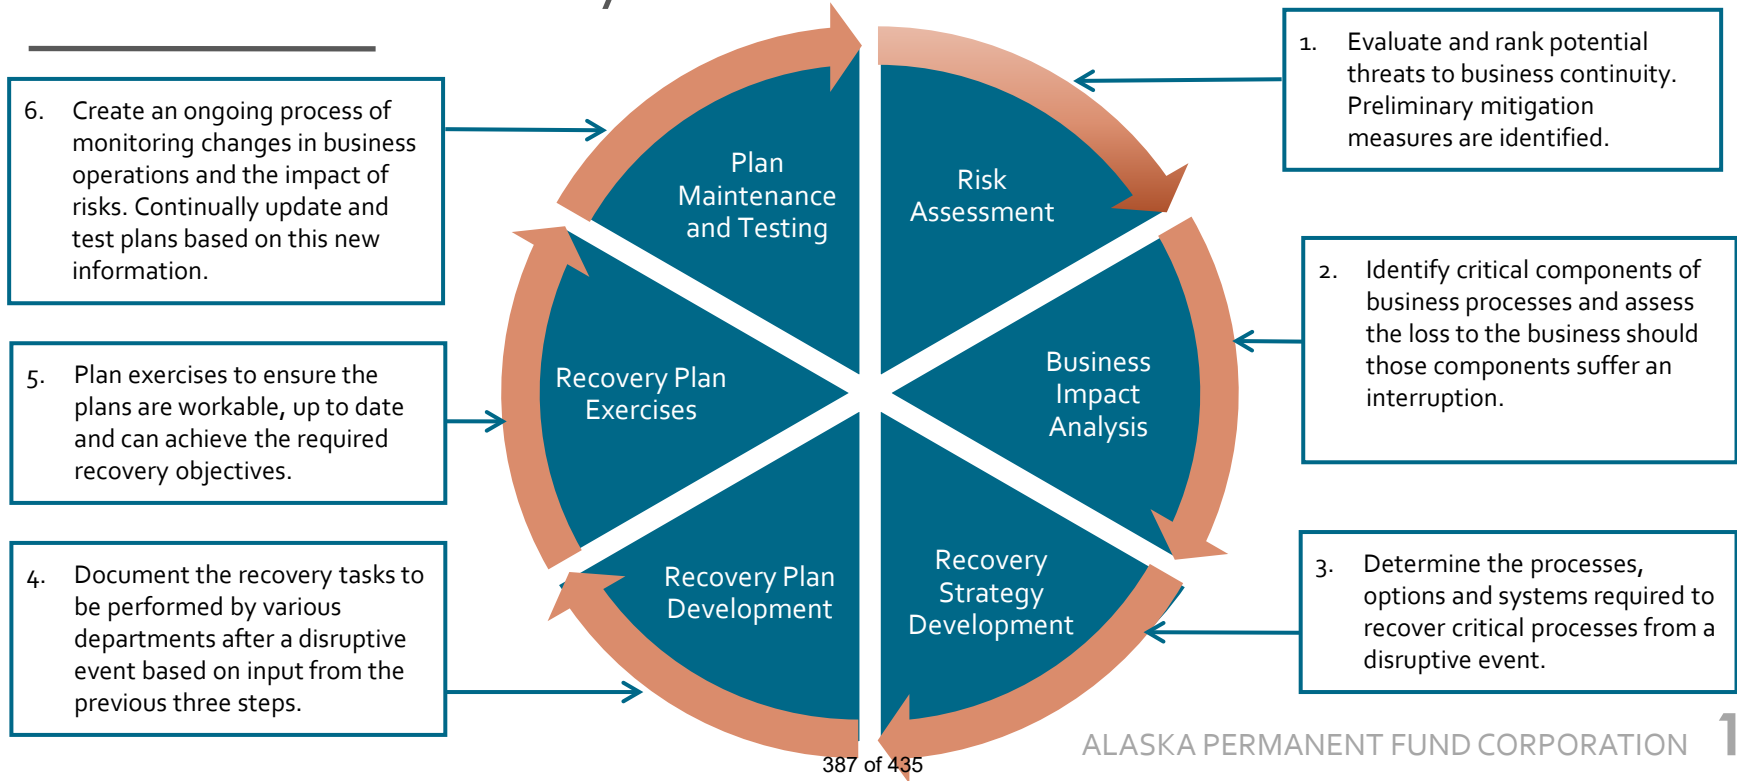 1. Evaluate and rank potential
threats to business continuity.
Preliminary mitigation
measures are identified.
6. Create an ongoing process of
monitoring changes in business
operations and the impact of
risks. Continually update and
test plans based on this new
information.
Plan
Maintenance
and Testing
Risk
Assessment
2. Identify critical components of
business processes and assess
the loss to the business should
those components suffer an
interruption.
5. Plan exercises to ensure the
plans are workable, up to date
and can achieve the required
recovery objectives.
Recovery Plan
Exercises
Business
Impact
Analysis
4. Document the recovery tasks to
be performed by various
departments after a disruptive
event based on input from the
previous three steps.
Recovery Plan
Development
Recovery
Strategy
Development
3. Determine the processes,
options and systems required to
recover critical processes from a
disruptive event.
ALASKA PERMANENT FUND CORPORATION 1
387 of 435